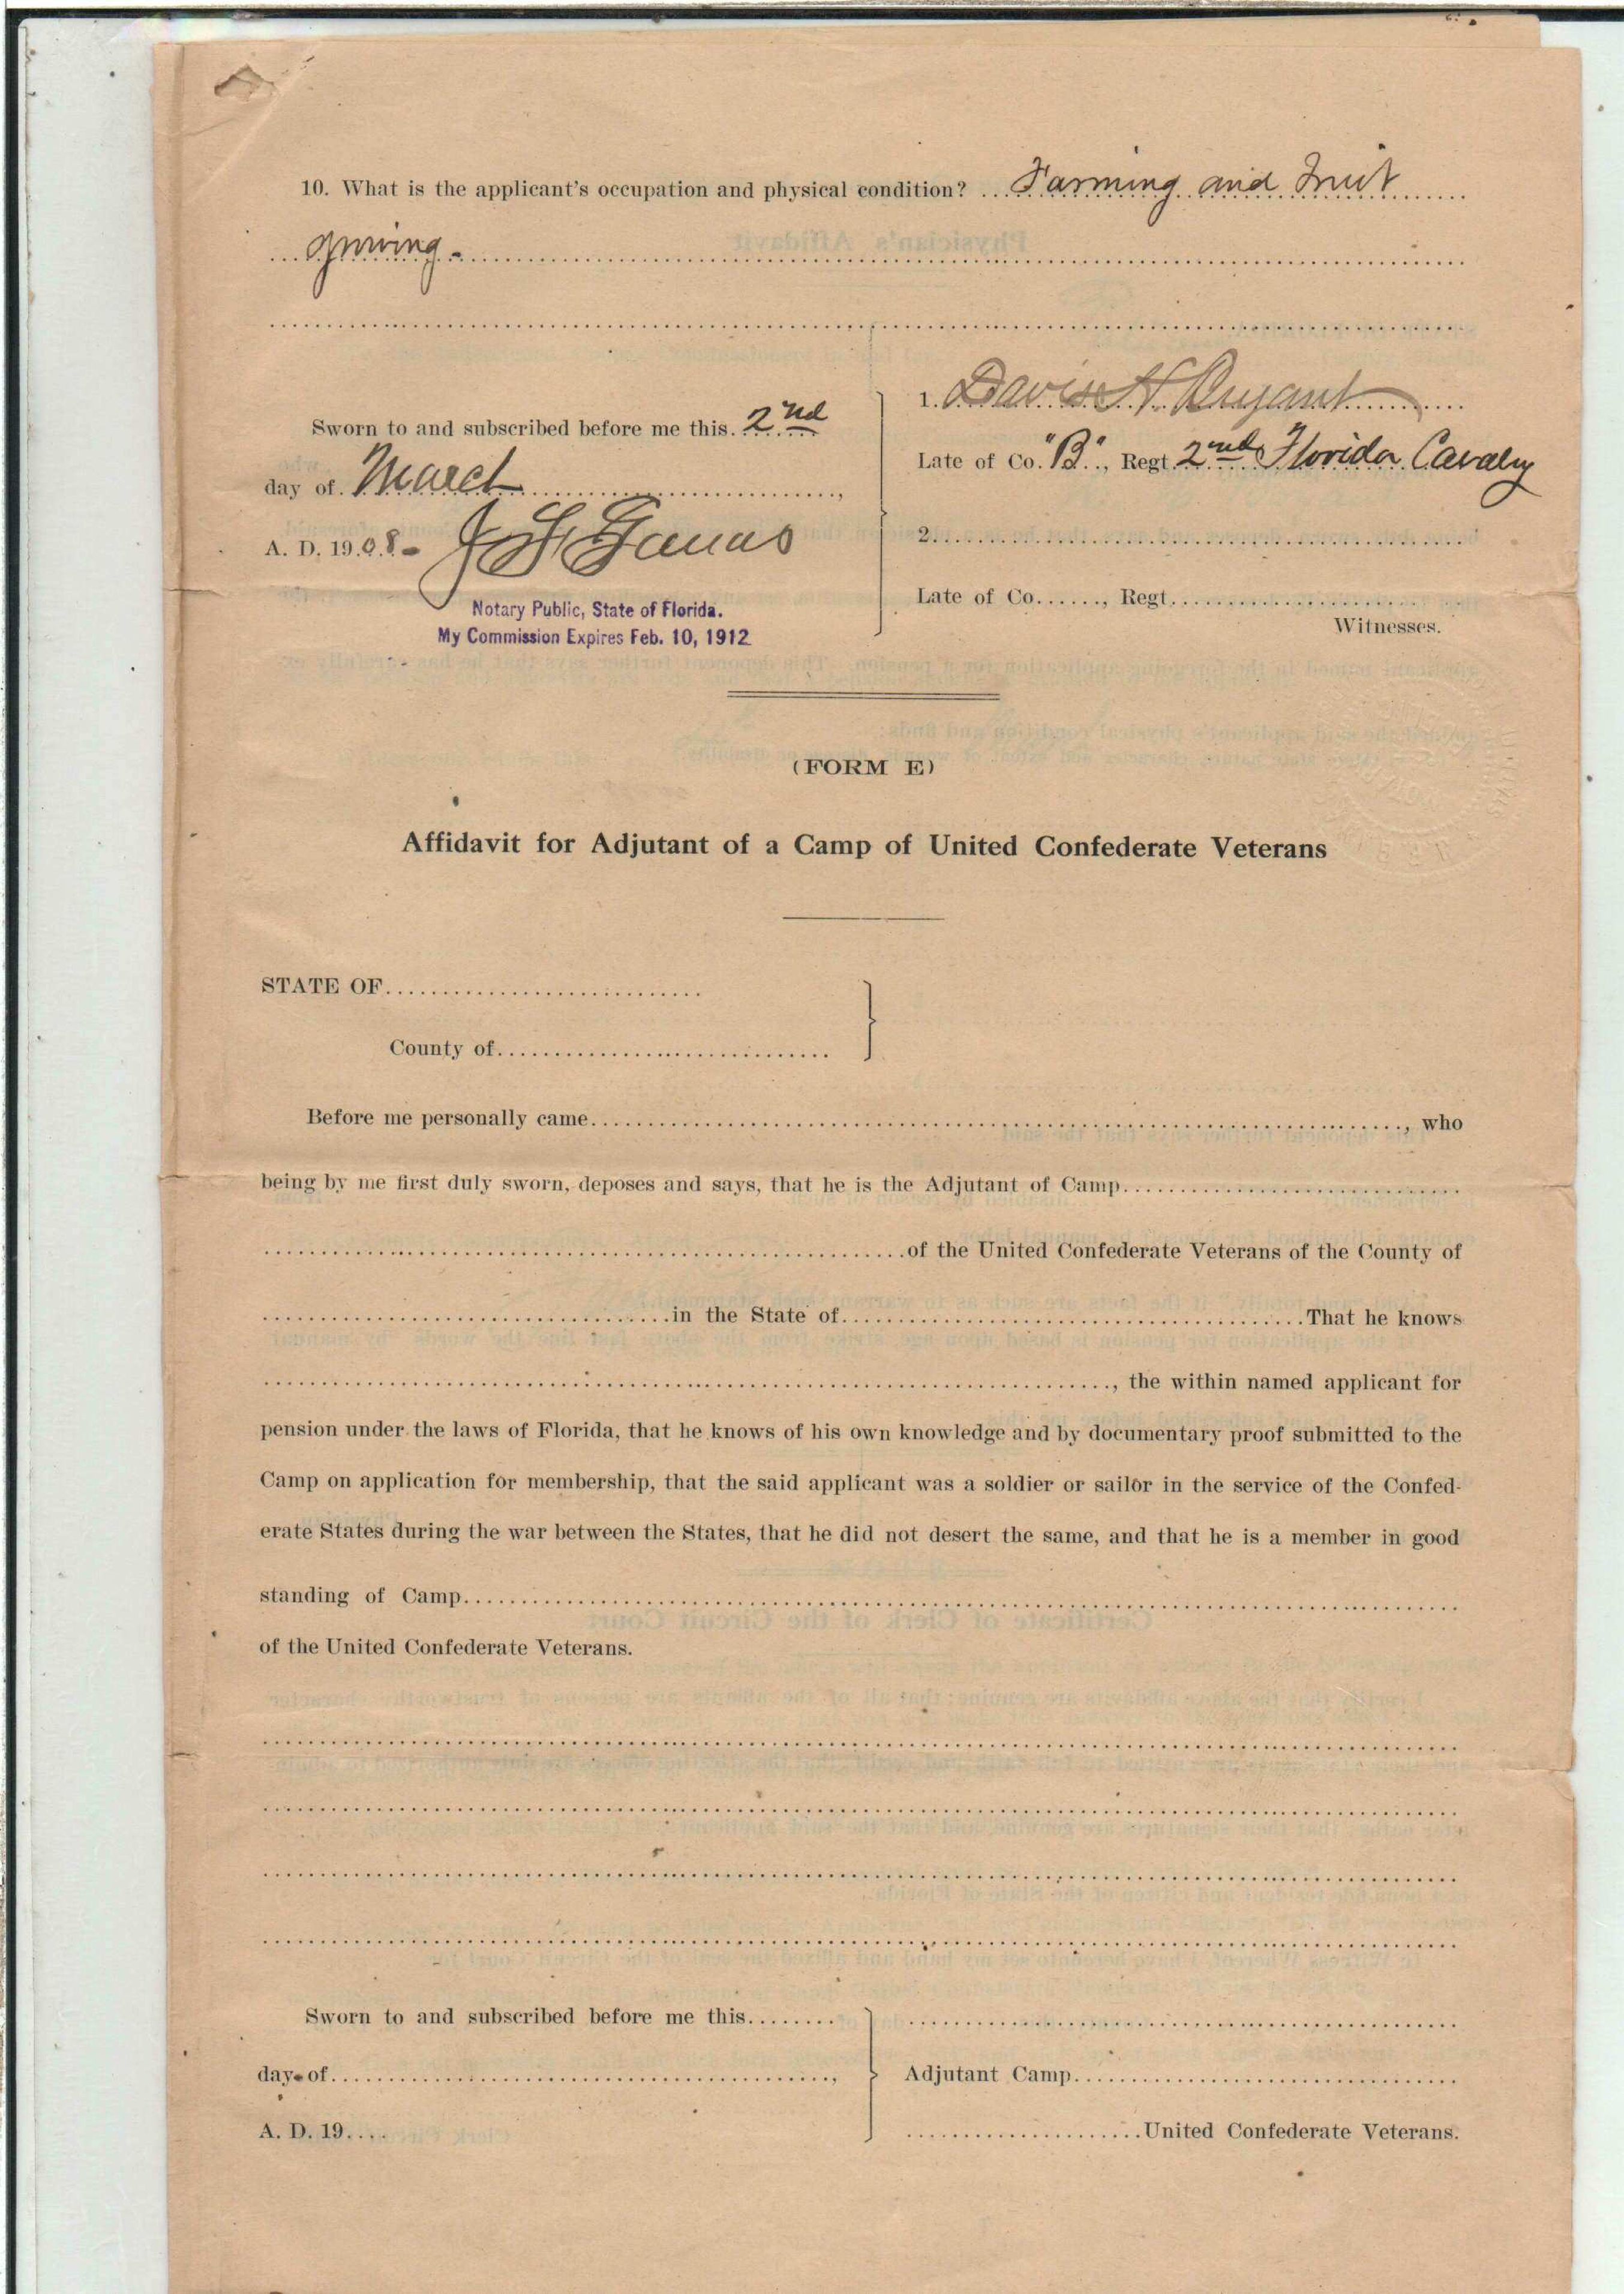 10. What is the applicant's occupation and physical condition? Farming and Fruit
growing.
Sworn to and subscribed before me this 2nd
day of March,
A. D. 1908 -
Notary Public, State of Florida.
My Commission Expires Feb. 10, 1912
1. Davis H Bryant
Late of Co. "B", Regt. 2nd Florida Cavalry
2.
Late of Co......, Regt.
Witnesses.
(FORM E)
Affidavit for Adjutant of a Camp of United Confederate Veterans
STATE OF
County of
Before me personally came, who
being by me first duly sworn, deposes and says, that he is the Adjutant of Camp
of the United Confederate Veterans of the County of
in the State of That he knows
, the within named applicant for
pension under the laws of Florida, that he knows of his own knowledge and by documentary proof submitted to the
Camp on application for membership, that the said applicant was a soldier or sailor in the service of the Confed-
erate States during the war between the States, that he did not desert the same, and that he is a member in good
standing of Camp
of the United Confederate Veterans.
Sworn to and subscribed before me this
day of,
A. D. 19....
Adjutant Camp
United Confederate Veterans.